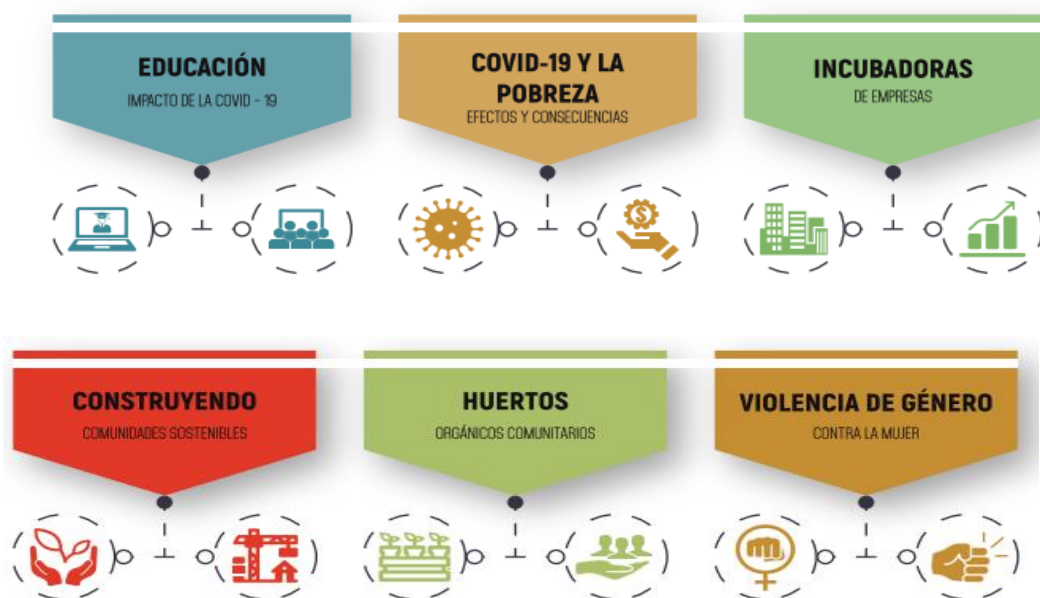 EDUCACIÓN
IMPACTO DE LA COVID - 19
COVID-19 Y LA
POBREZA
EFECTOS Y CONSECUENCIAS
INCUBADORAS
DE EMPRESAS
CONSTRUYENDO
COMUNIDADES SOSTENIBLES
HUERTOS
ORGÁNICOS COMUNITARIOS
VIOLENCIA DE GÉNERO
CONTRA LA MUJER